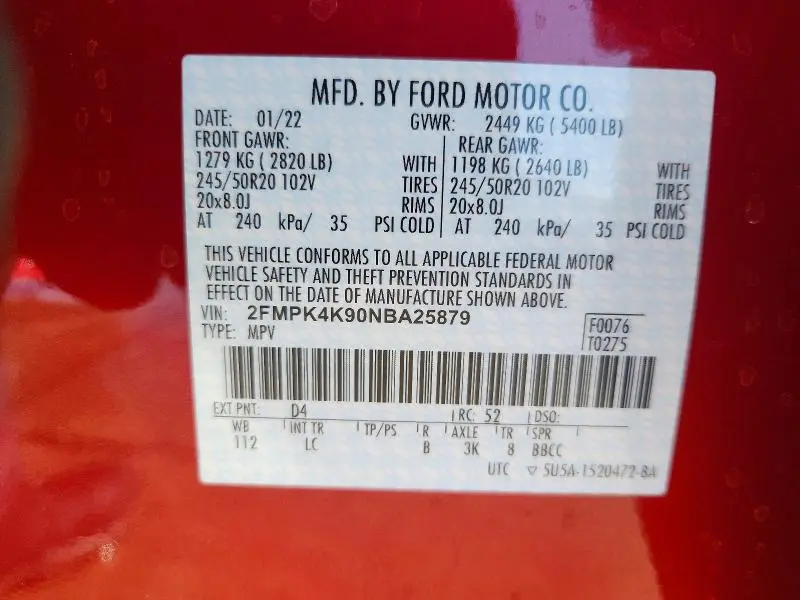 MFD. BY FORD MOTOR CO.
DATE: 01/22 GVWR: 2449 KG ( 5400 LB)
FRONT GAWR: REAR GAWR:
1279 KG ( 2820 LB) WITH 1198 KG ( 2640 LB) WITH
245/50R20 102V TIRES 245/50R20 102V TIRES
20x8.0J RIMS 20x8.0J RIMS
AT 240 kPa/ 35 PSI COLD AT 240 kPa/ 35 PSI COLD
THIS VEHICLE CONFORMS TO ALL APPLICABLE FEDERAL MOTOR
VEHICLE SAFETY AND THEFT PREVENTION STANDARDS IN
EFFECT ON THE DATE OF MANUFACTURE SHOWN ABOVE.
VIN: 2FMPK4K90NBA25879
TYPE: MPV
F0076
T0275
EXT PNT: D4 RC: 52 DSO:
WB INT TR TP/PS R AXLE TR SPR
112 LC B 3K 8 BBCC
UTC ▽ 5U5A-1520472-BA